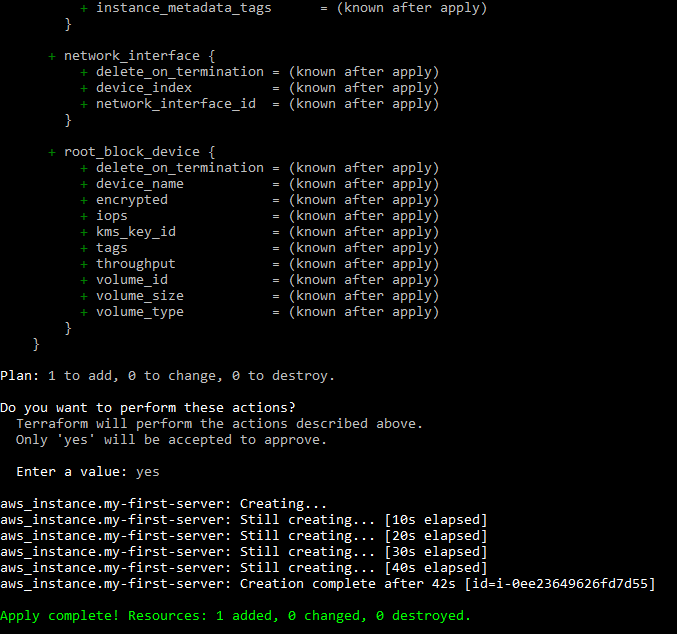 + instance_metadata_tags      = (known after apply)
}
+ network_interface {
+ delete_on_termination = (known after apply)
+ device_index          = (known after apply)
+ network_interface_id  = (known after apply)
}
+ root_block_device {
+ delete_on_termination = (known after apply)
+ device_name           = (known after apply)
+ encrypted             = (known after apply)
+ iops                  = (known after apply)
+ kms_key_id            = (known after apply)
+ tags                  = (known after apply)
+ throughput            = (known after apply)
+ volume_id             = (known after apply)
+ volume_size           = (known after apply)
+ volume_type           = (known after apply)
}
}
Plan: 1 to add, 0 to change, 0 to destroy.
Do you want to perform these actions?
Terraform will perform the actions described above.
Only 'yes' will be accepted to approve.
Enter a value: yes
aws_instance.my-first-server: Creating...
aws_instance.my-first-server: Still creating... [10s elapsed]
aws_instance.my-first-server: Still creating... [20s elapsed]
aws_instance.my-first-server: Still creating... [30s elapsed]
aws_instance.my-first-server: Still creating... [40s elapsed]
aws_instance.my-first-server: Creation complete after 42s [id=i-0ee23649626fd7d55]
Apply complete! Resources: 1 added, 0 changed, 0 destroyed.